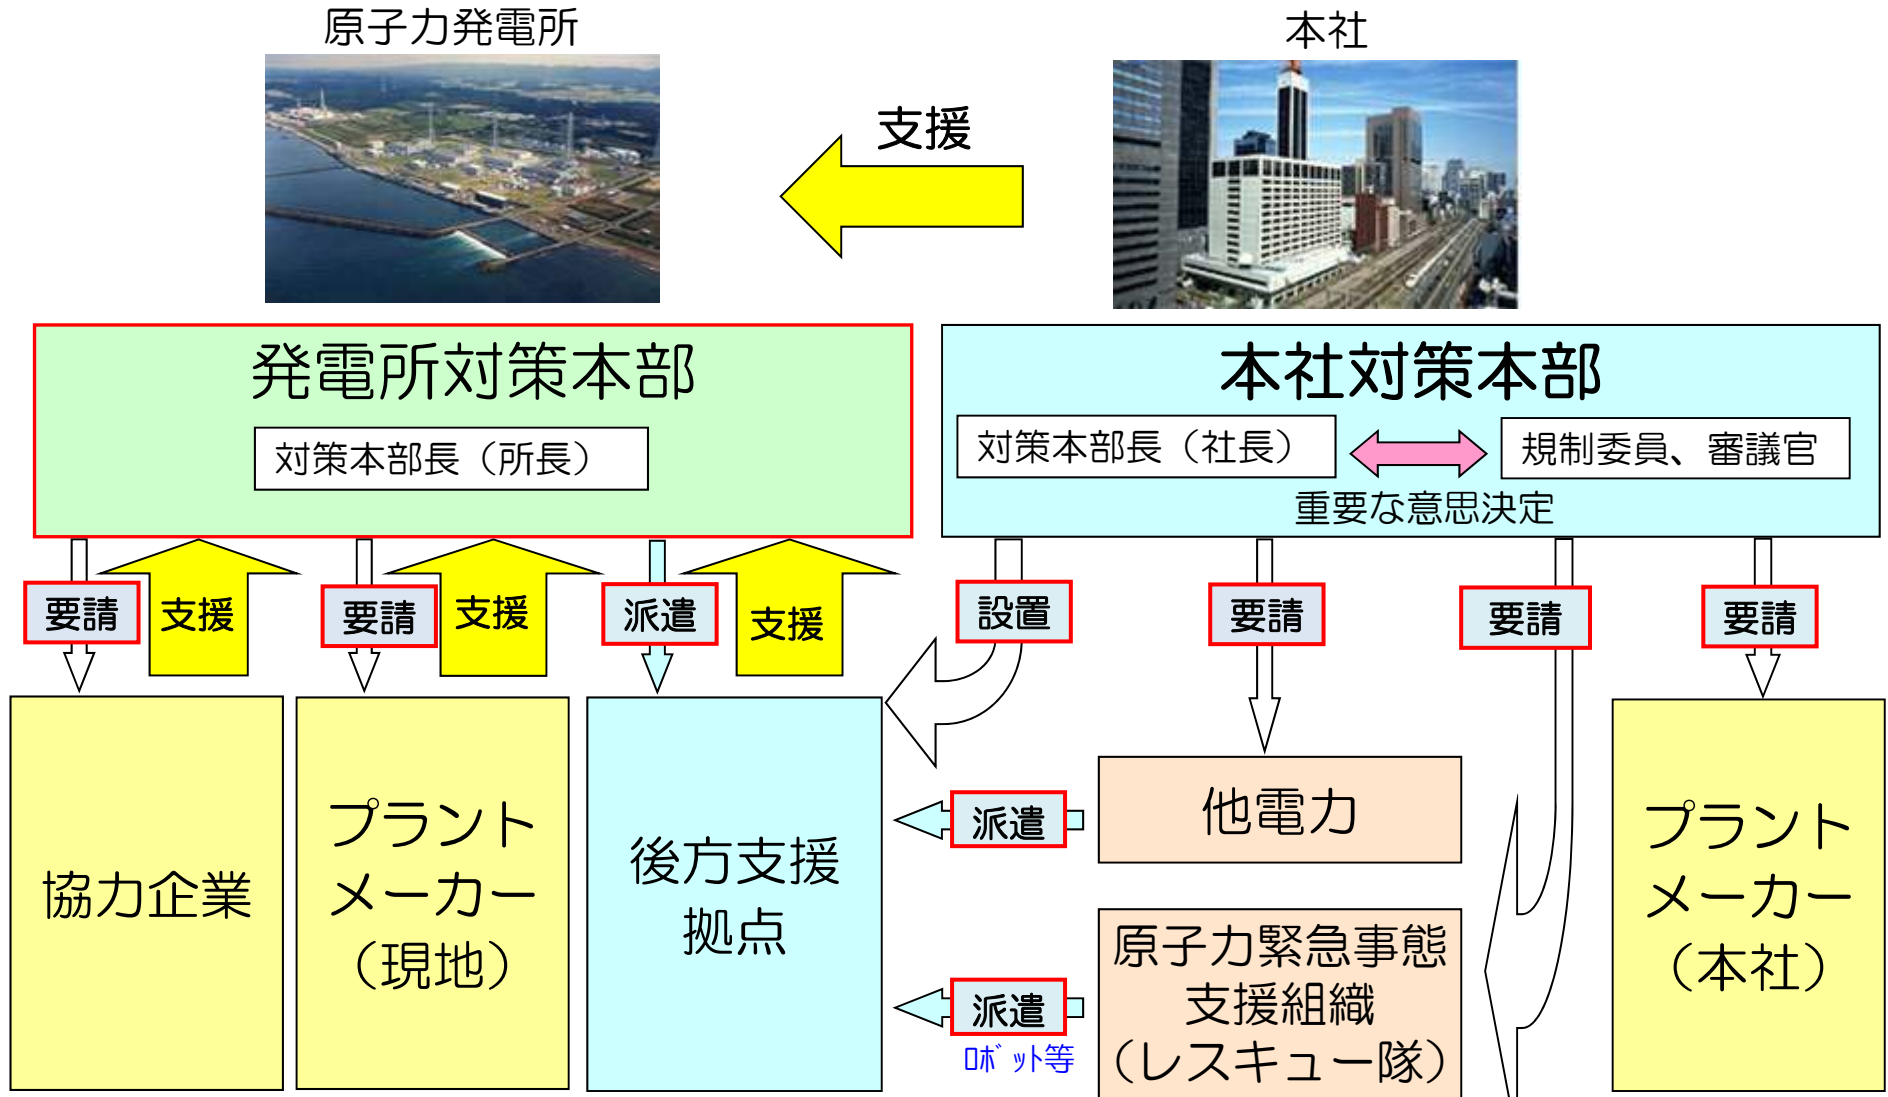 原子力発電所
本社
支援
発電所対策本部
対策本部長（所長）
本社対策本部
対策本部長（社長）
規制委員、審議官
重要な意思決定
要請
支援
要請
支援
派遣
支援
設置
要請
要請
要請
協力企業
プラント
メーカー
（現地）
後方支援
拠点
派遣
他電力
派遣
ﾛﾎﾞｯﾄ等
原子力緊急事態
支援組織
（レスキュー隊）
プラント
メーカー
（本社）